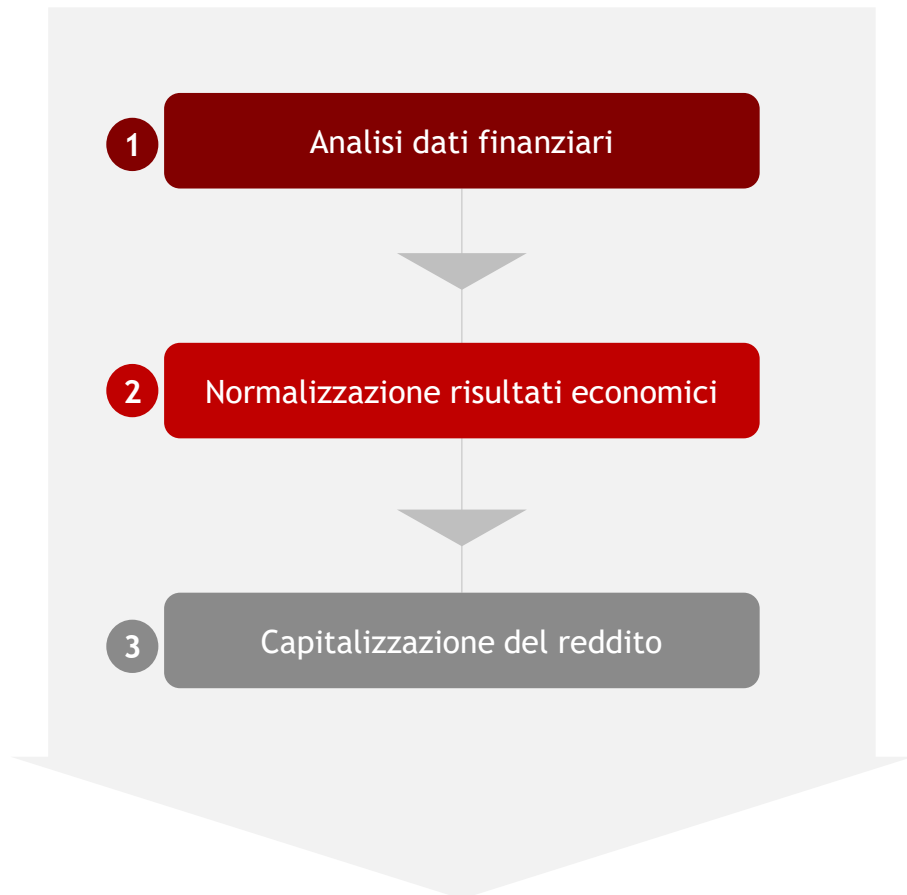 1 Analisi dati finanziari
2 Normalizzazione risultati economici
3 Capitalizzazione del reddito